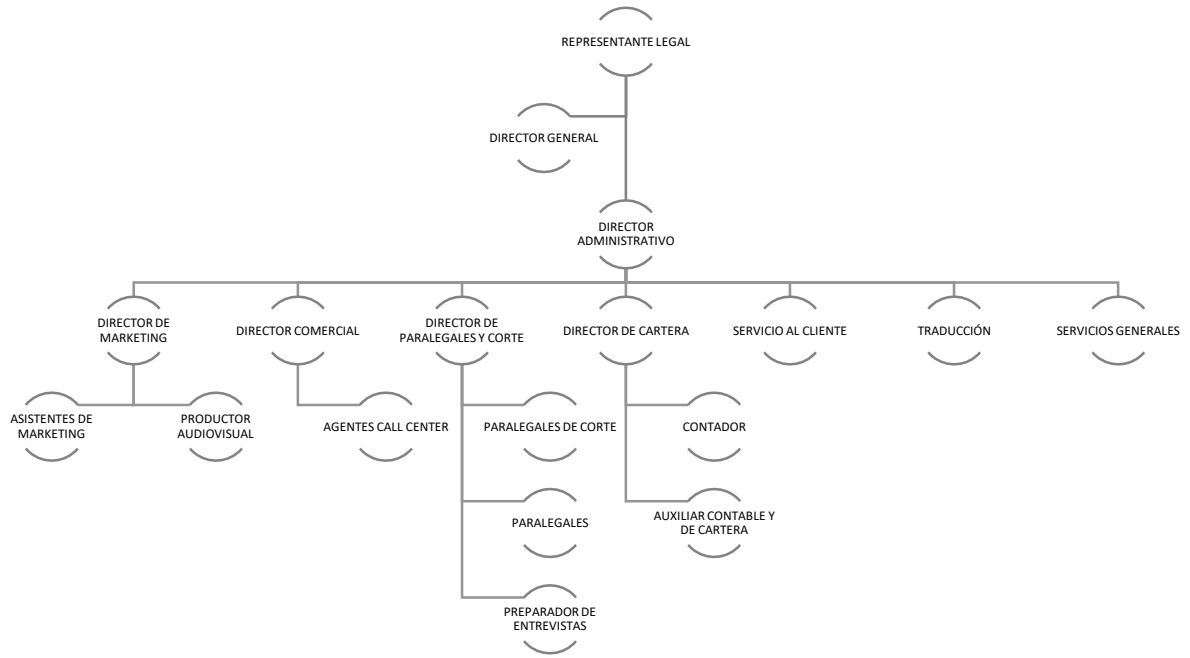 REPRESENTANTE LEGAL
DIRECTOR GENERAL
DIRECTOR
ADMINISTRATIVO
DIRECTOR DE
MARKETING
DIRECTOR COMERCIAL
DIRECTOR DE
PARALEGALES Y CORTE
DIRECTOR DE CARTERA
SERVICIO AL CLIENTE
TRADUCCIÓN
SERVICIOS GENERALES
ASISTENTES DE
MARKETING
PRODUCTOR
AUDIOVISUAL
AGENTES CALL CENTER
PARALEGALES DE CORTE
CONTADOR
PARALEGALES
AUXILIAR CONTABLE Y
DE CARTERA
PREPARADOR DE
ENTREVISTAS